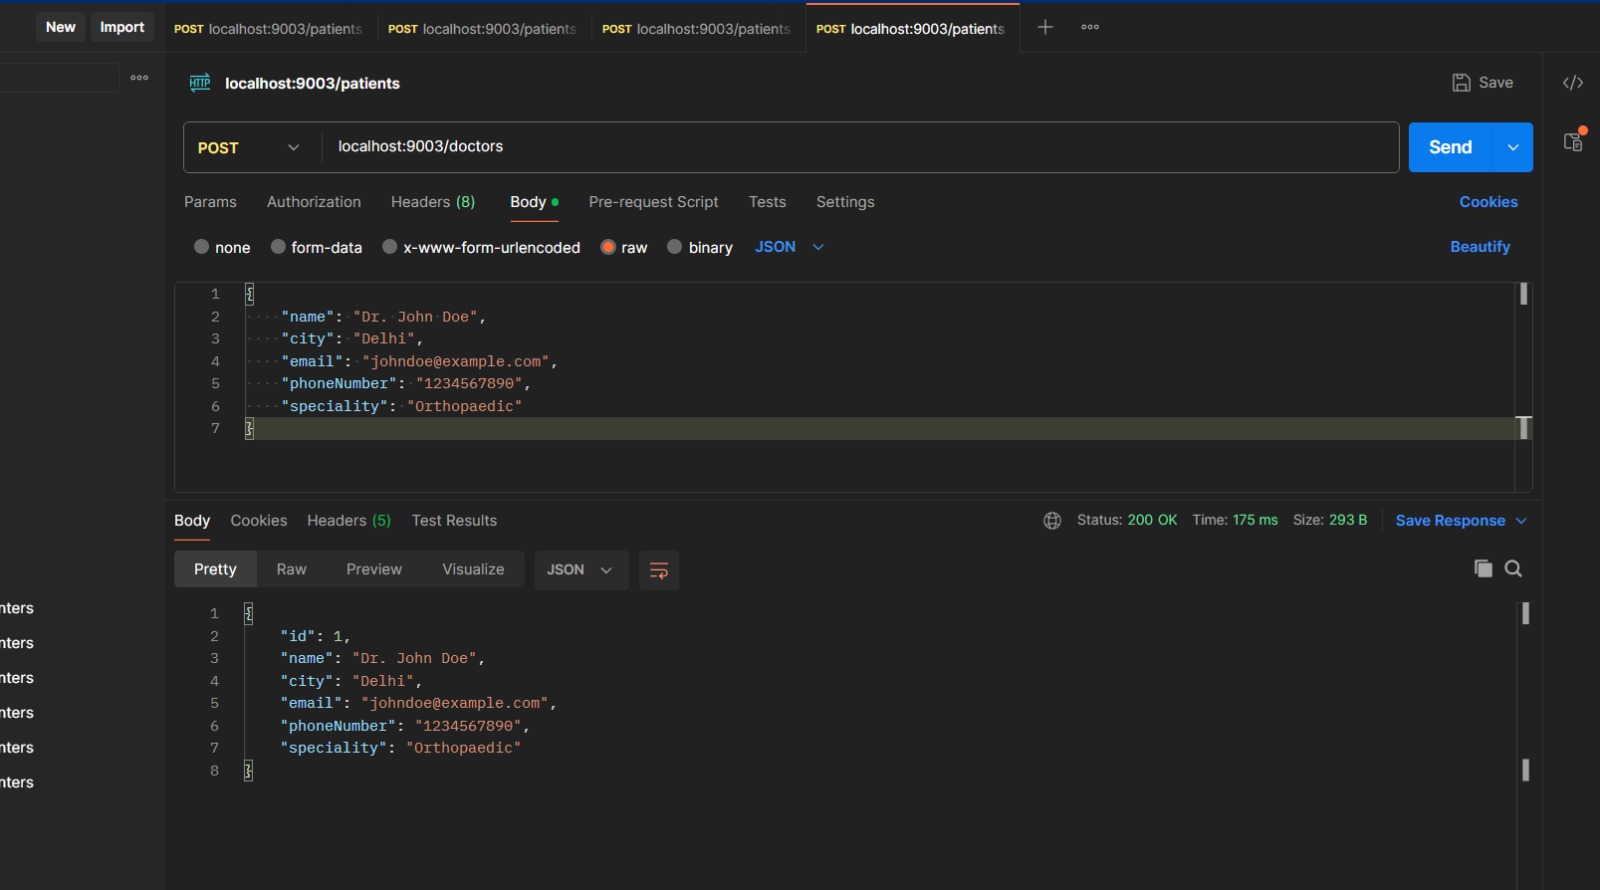 New Import POST localhost:9003/patients POST localhost:9003/patients POST localhost:9003/patients POST localhost:9003/patients
HTTP localhost:9003/patients Save
POST localhost:9003/doctors Send
Params Authorization Headers (8) Body Pre-request Script Tests Settings Cookies
none form-data x-www-form-urlencoded raw binary JSON Beautify
1 {
2 "name": "Dr. John Doe",
3 "city": "Delhi",
4 "email": "johndoe@example.com",
5 "phoneNumber": "1234567890",
6 "speciality": "Orthopaedic"
7 }
Body Cookies Headers (5) Test Results Status: 200 OK Time: 175 ms Size: 293 B Save Response
Pretty Raw Preview Visualize JSON
1 {
2 "id": 1,
3 "name": "Dr. John Doe",
4 "city": "Delhi",
5 "email": "johndoe@example.com",
6 "phoneNumber": "1234567890",
7 "speciality": "Orthopaedic"
8 }
nters
nters
nters
nters
nters
nters